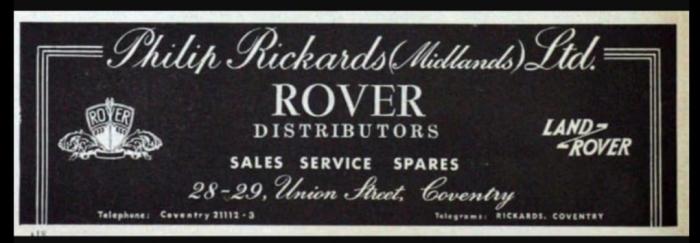 Philip Rickards (Midlands) Ltd.
ROVER
DISTRIBUTORS
ROVER
LAND-ROVER
SALES SERVICE SPARES
28-29, Union Street, Coventry
Telephone: Coventry 21112-3
Telegrams: RICKARDS, COVENTRY